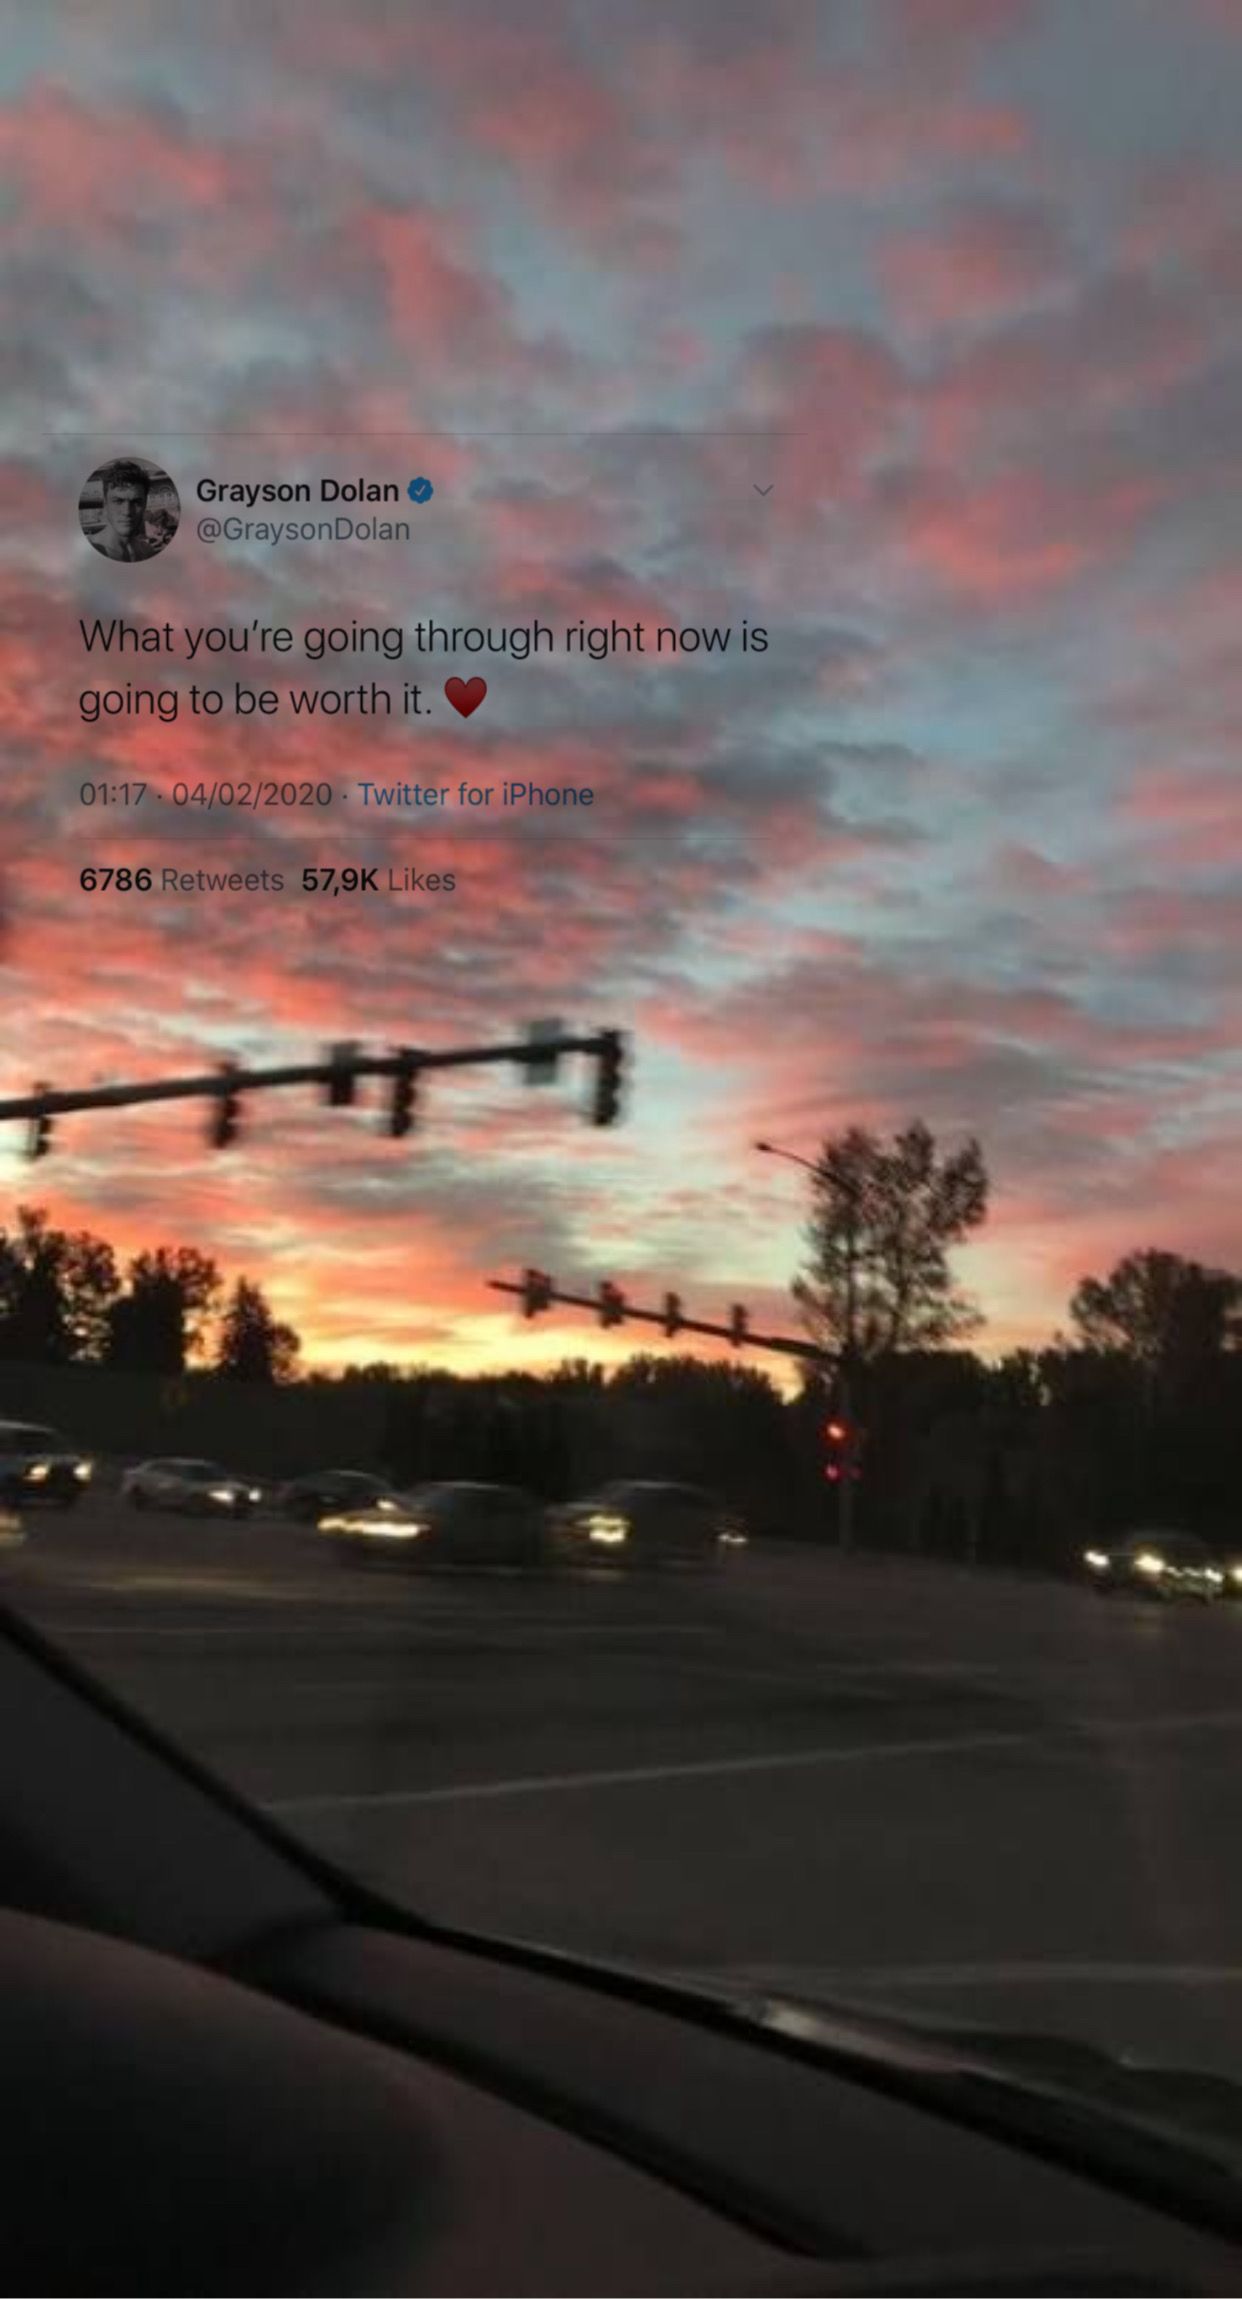 Grayson Dolan
@GraysonDolan
What you're going through right now is
going to be worth it. ❤️
01:17 · 04/02/2020 · Twitter for iPhone
6786 Retweets 57,9K Likes